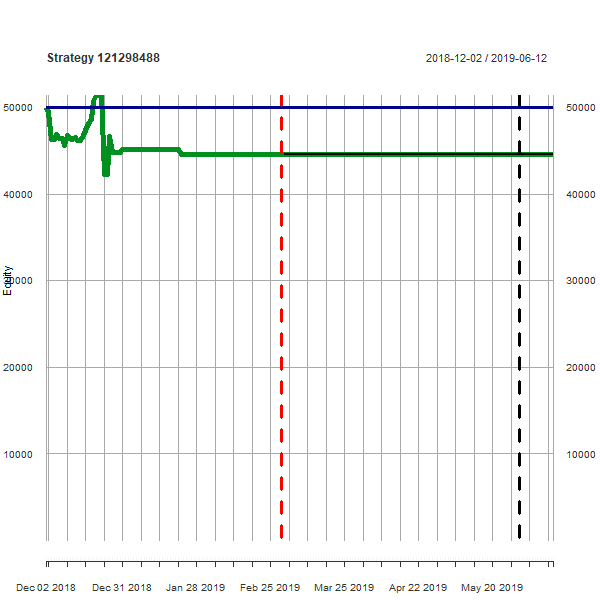 Strategy 121298488 2018-12-02 / 2019-06-12
50000 50000
40000 40000
30000 30000
20000 20000
10000 10000
Equity
Dec 02 2018 Dec 31 2018 Jan 28 2019 Feb 25 2019 Mar 25 2019 Apr 22 2019 May 20 2019